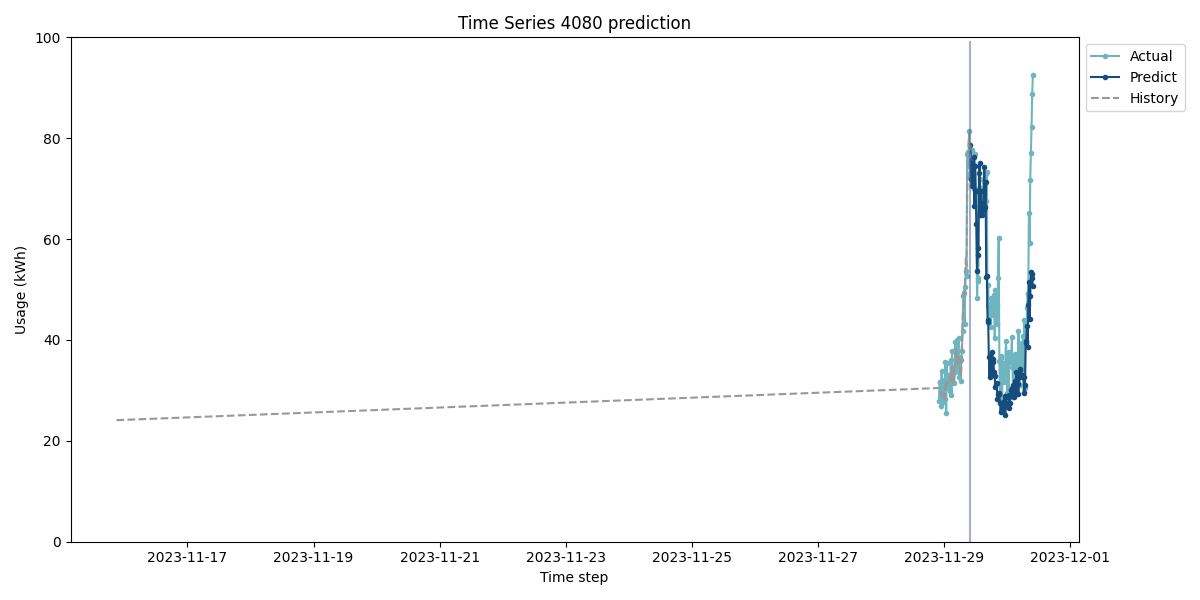 Time Series 4080 prediction
100
80
60
40
20
0
Usage (kWh)
2023-11-17
2023-11-19
2023-11-21
2023-11-23
2023-11-25
2023-11-27
2023-11-29
2023-12-01
Time step
Actual
Predict
History